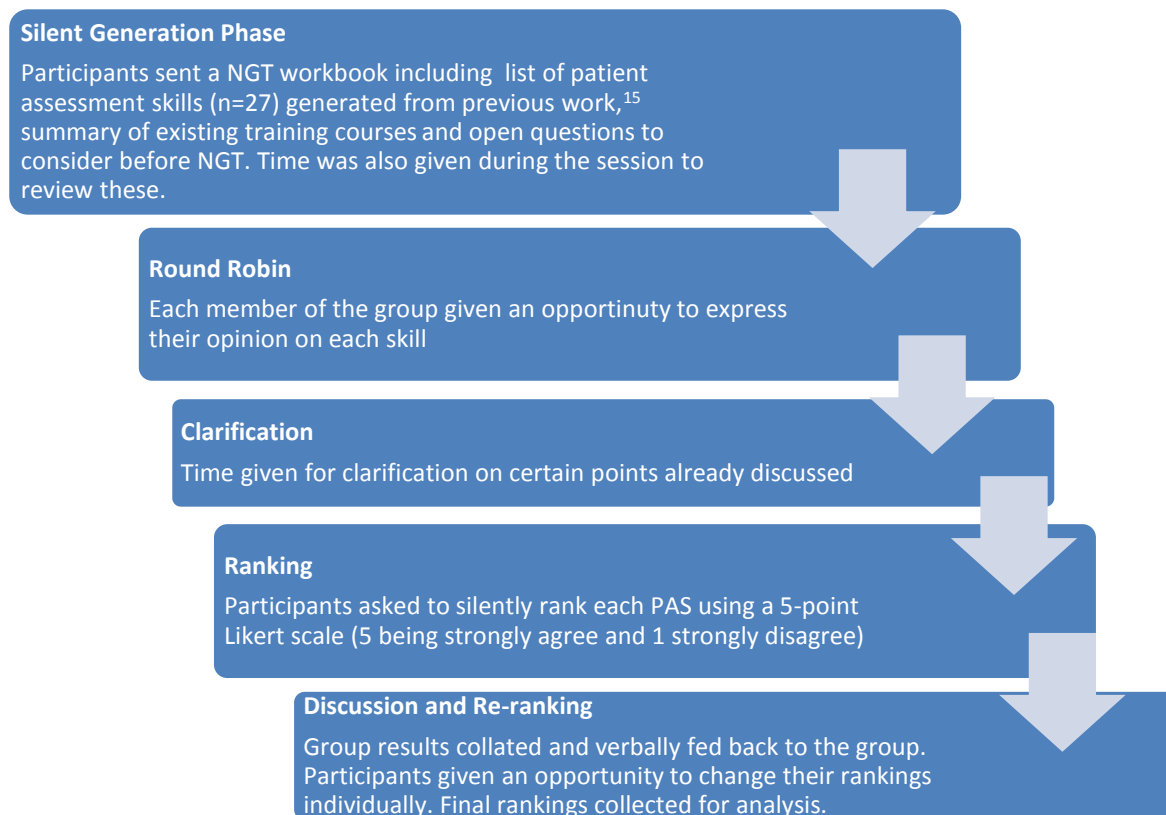 Silent Generation Phase
Participants sent a NGT workbook including  list of patient
assessment skills (n=27) generated from previous work,15
summary of existing training courses and open questions to
consider before NGT. Time was also given during the session to
review these.
Round Robin
Each member of the group given an opportinuty to express
their opinion on each skill
Clarification
Time given for clarification on certain points already discussed
Ranking
Participants asked to silently rank each PAS using a 5-point
Likert scale (5 being strongly agree and 1 strongly disagree)
Discussion and Re-ranking
Group results collated and verbally fed back to the group.
Participants given an opportunity to change their rankings
individually. Final rankings collected for analysis.